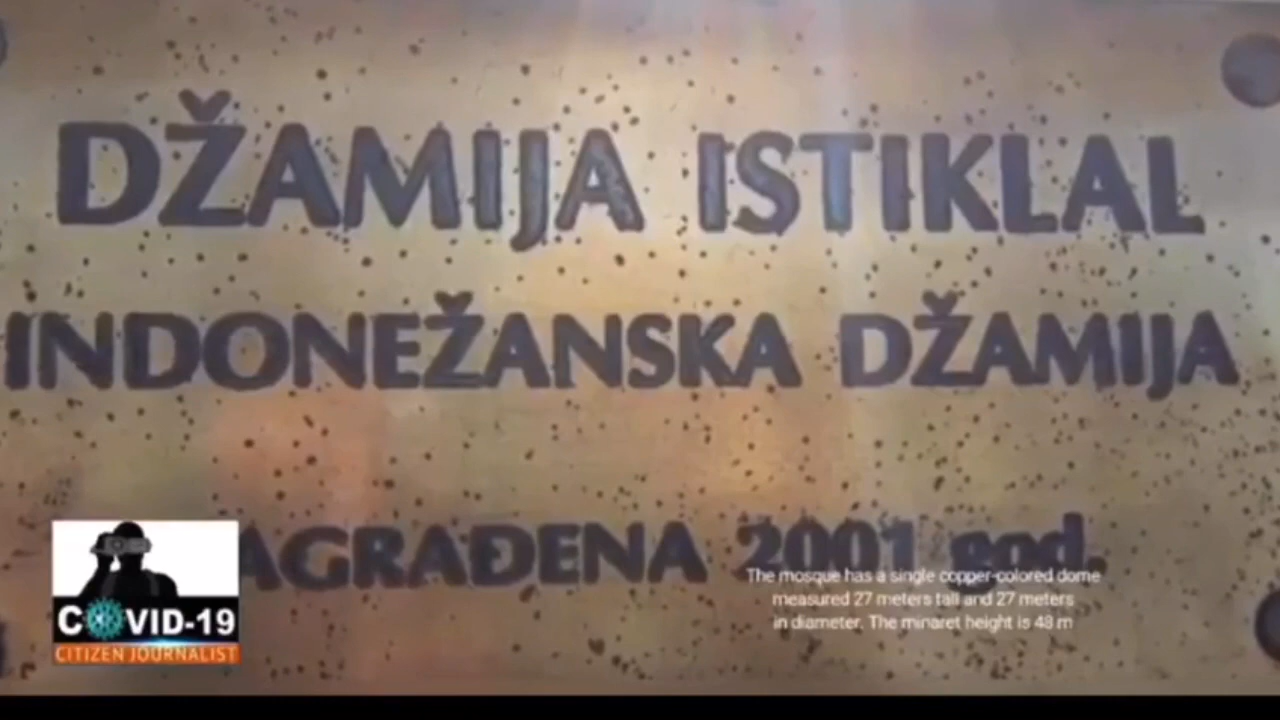 DŽAMIJA ISTIKLAL
INDONEŽANSKA DŽAMIJA
AGRAĐENA 2001 god.
The mosque has a single copper-colored dome
measured 27 meters tall and 27 meters
in diameter. The minaret height is 48 m
COVID-19
CITIZEN JOURNALIST